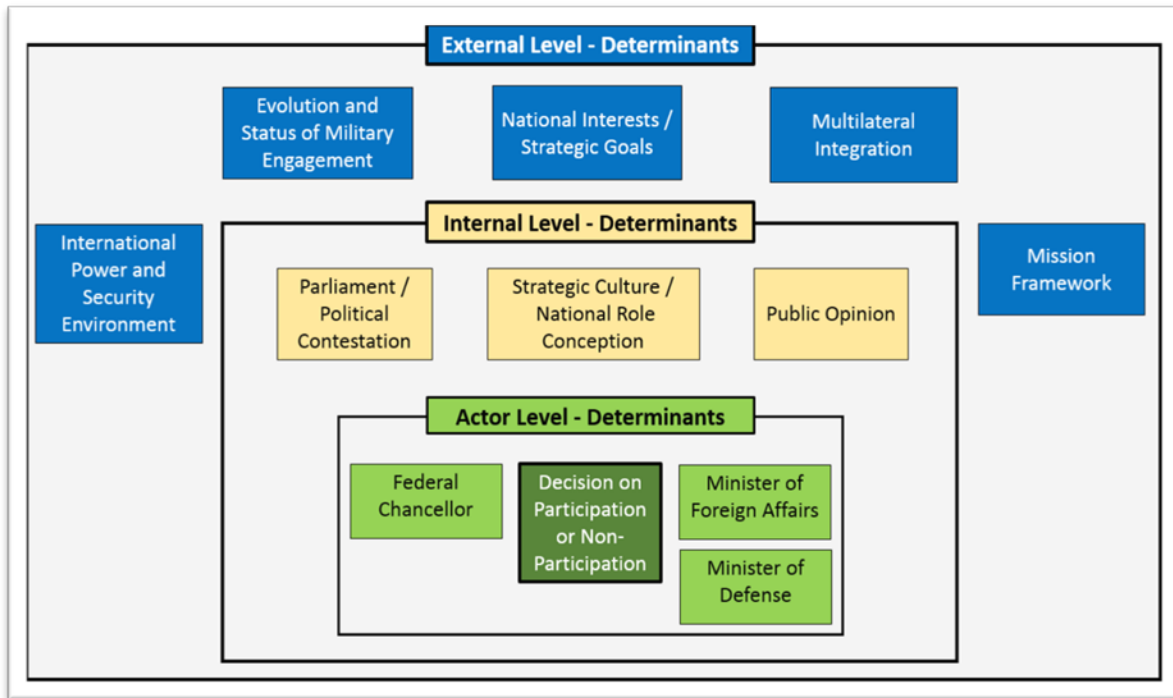 External Level - Determinants
Evolution and
Status of Military
Engagement
National Interests /
Strategic Goals
Multilateral
Integration
International
Power and
Security
Environment
Internal Level - Determinants
Mission
Framework
Parliament /
Political
Contestation
Strategic Culture /
National Role
Conception
Public Opinion
Actor Level - Determinants
Federal
Chancellor
Decision on
Participation
or Non-
Participation
Minister of
Foreign Affairs
Minister of
Defense